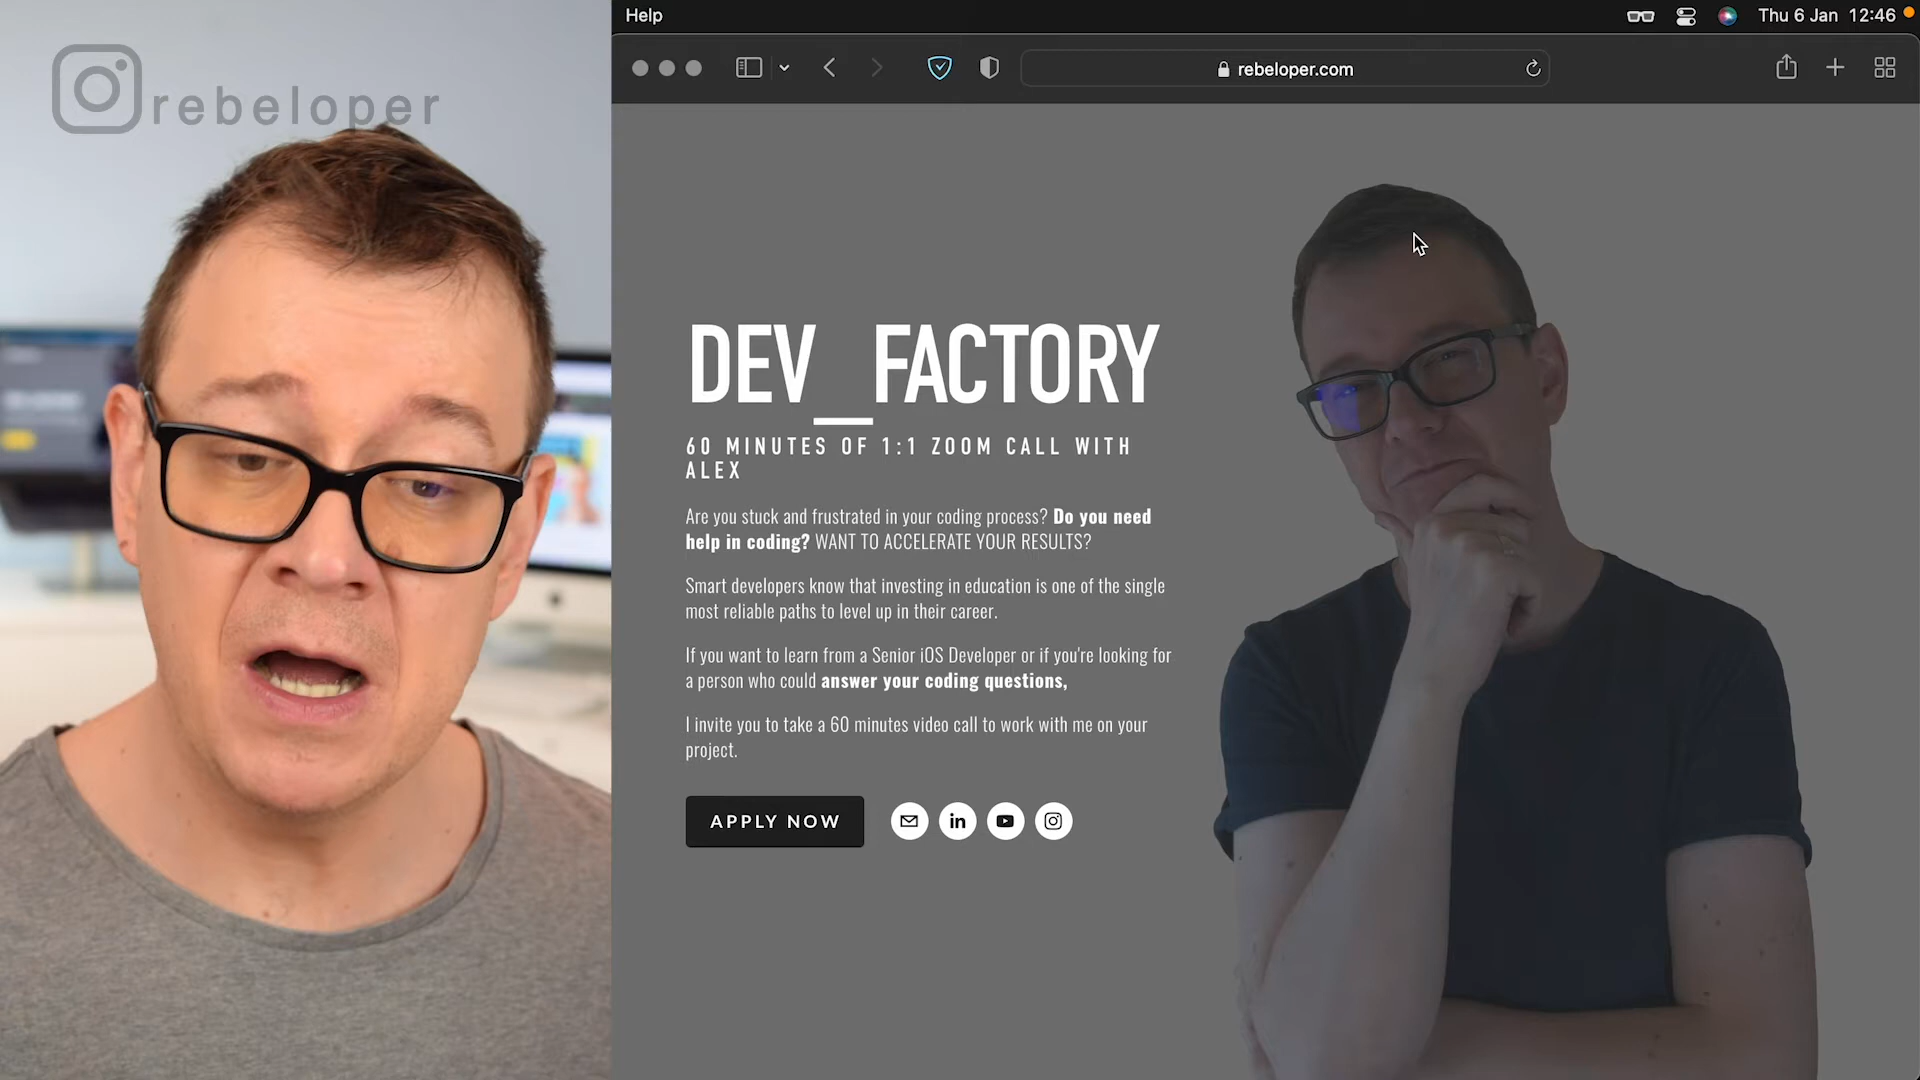 Help
Thu 6 Jan 12:46
rebeloper
rebeloper.com
DEV_FACTORY
60 MINUTES OF 1:1 ZOOM CALL WITH
ALEX
Are you stuck and frustrated in your coding process? Do you need
help in coding? WANT TO ACCELERATE YOUR RESULTS?
Smart developers know that investing in education is one of the single
most reliable paths to level up in their career.
If you want to learn from a Senior iOS Developer or if you're looking for
a person who could answer your coding questions,
I invite you to take a 60 minutes video call to work with me on your
project.
APPLY NOW
in